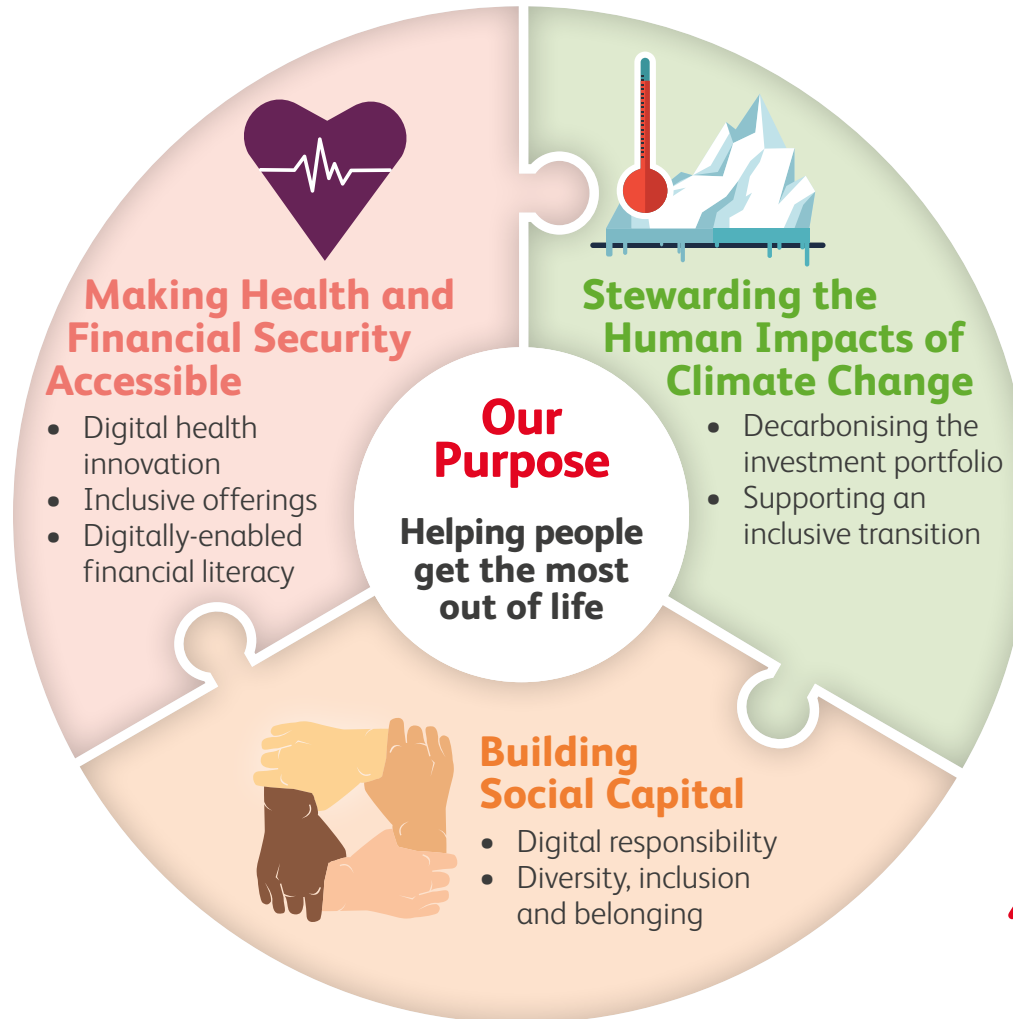 Making Health and
Financial Security
Accessible
• Digital health
innovation
• Inclusive offerings
• Digitally-enabled
financial literacy
Stewarding the
Human Impacts of
Climate Change
• Decarbonising the
investment portfolio
• Supporting an
inclusive transition
Our
Purpose
Helping people
get the most
out of life
Building
Social Capital
• Digital responsibility
• Diversity, inclusion
and belonging